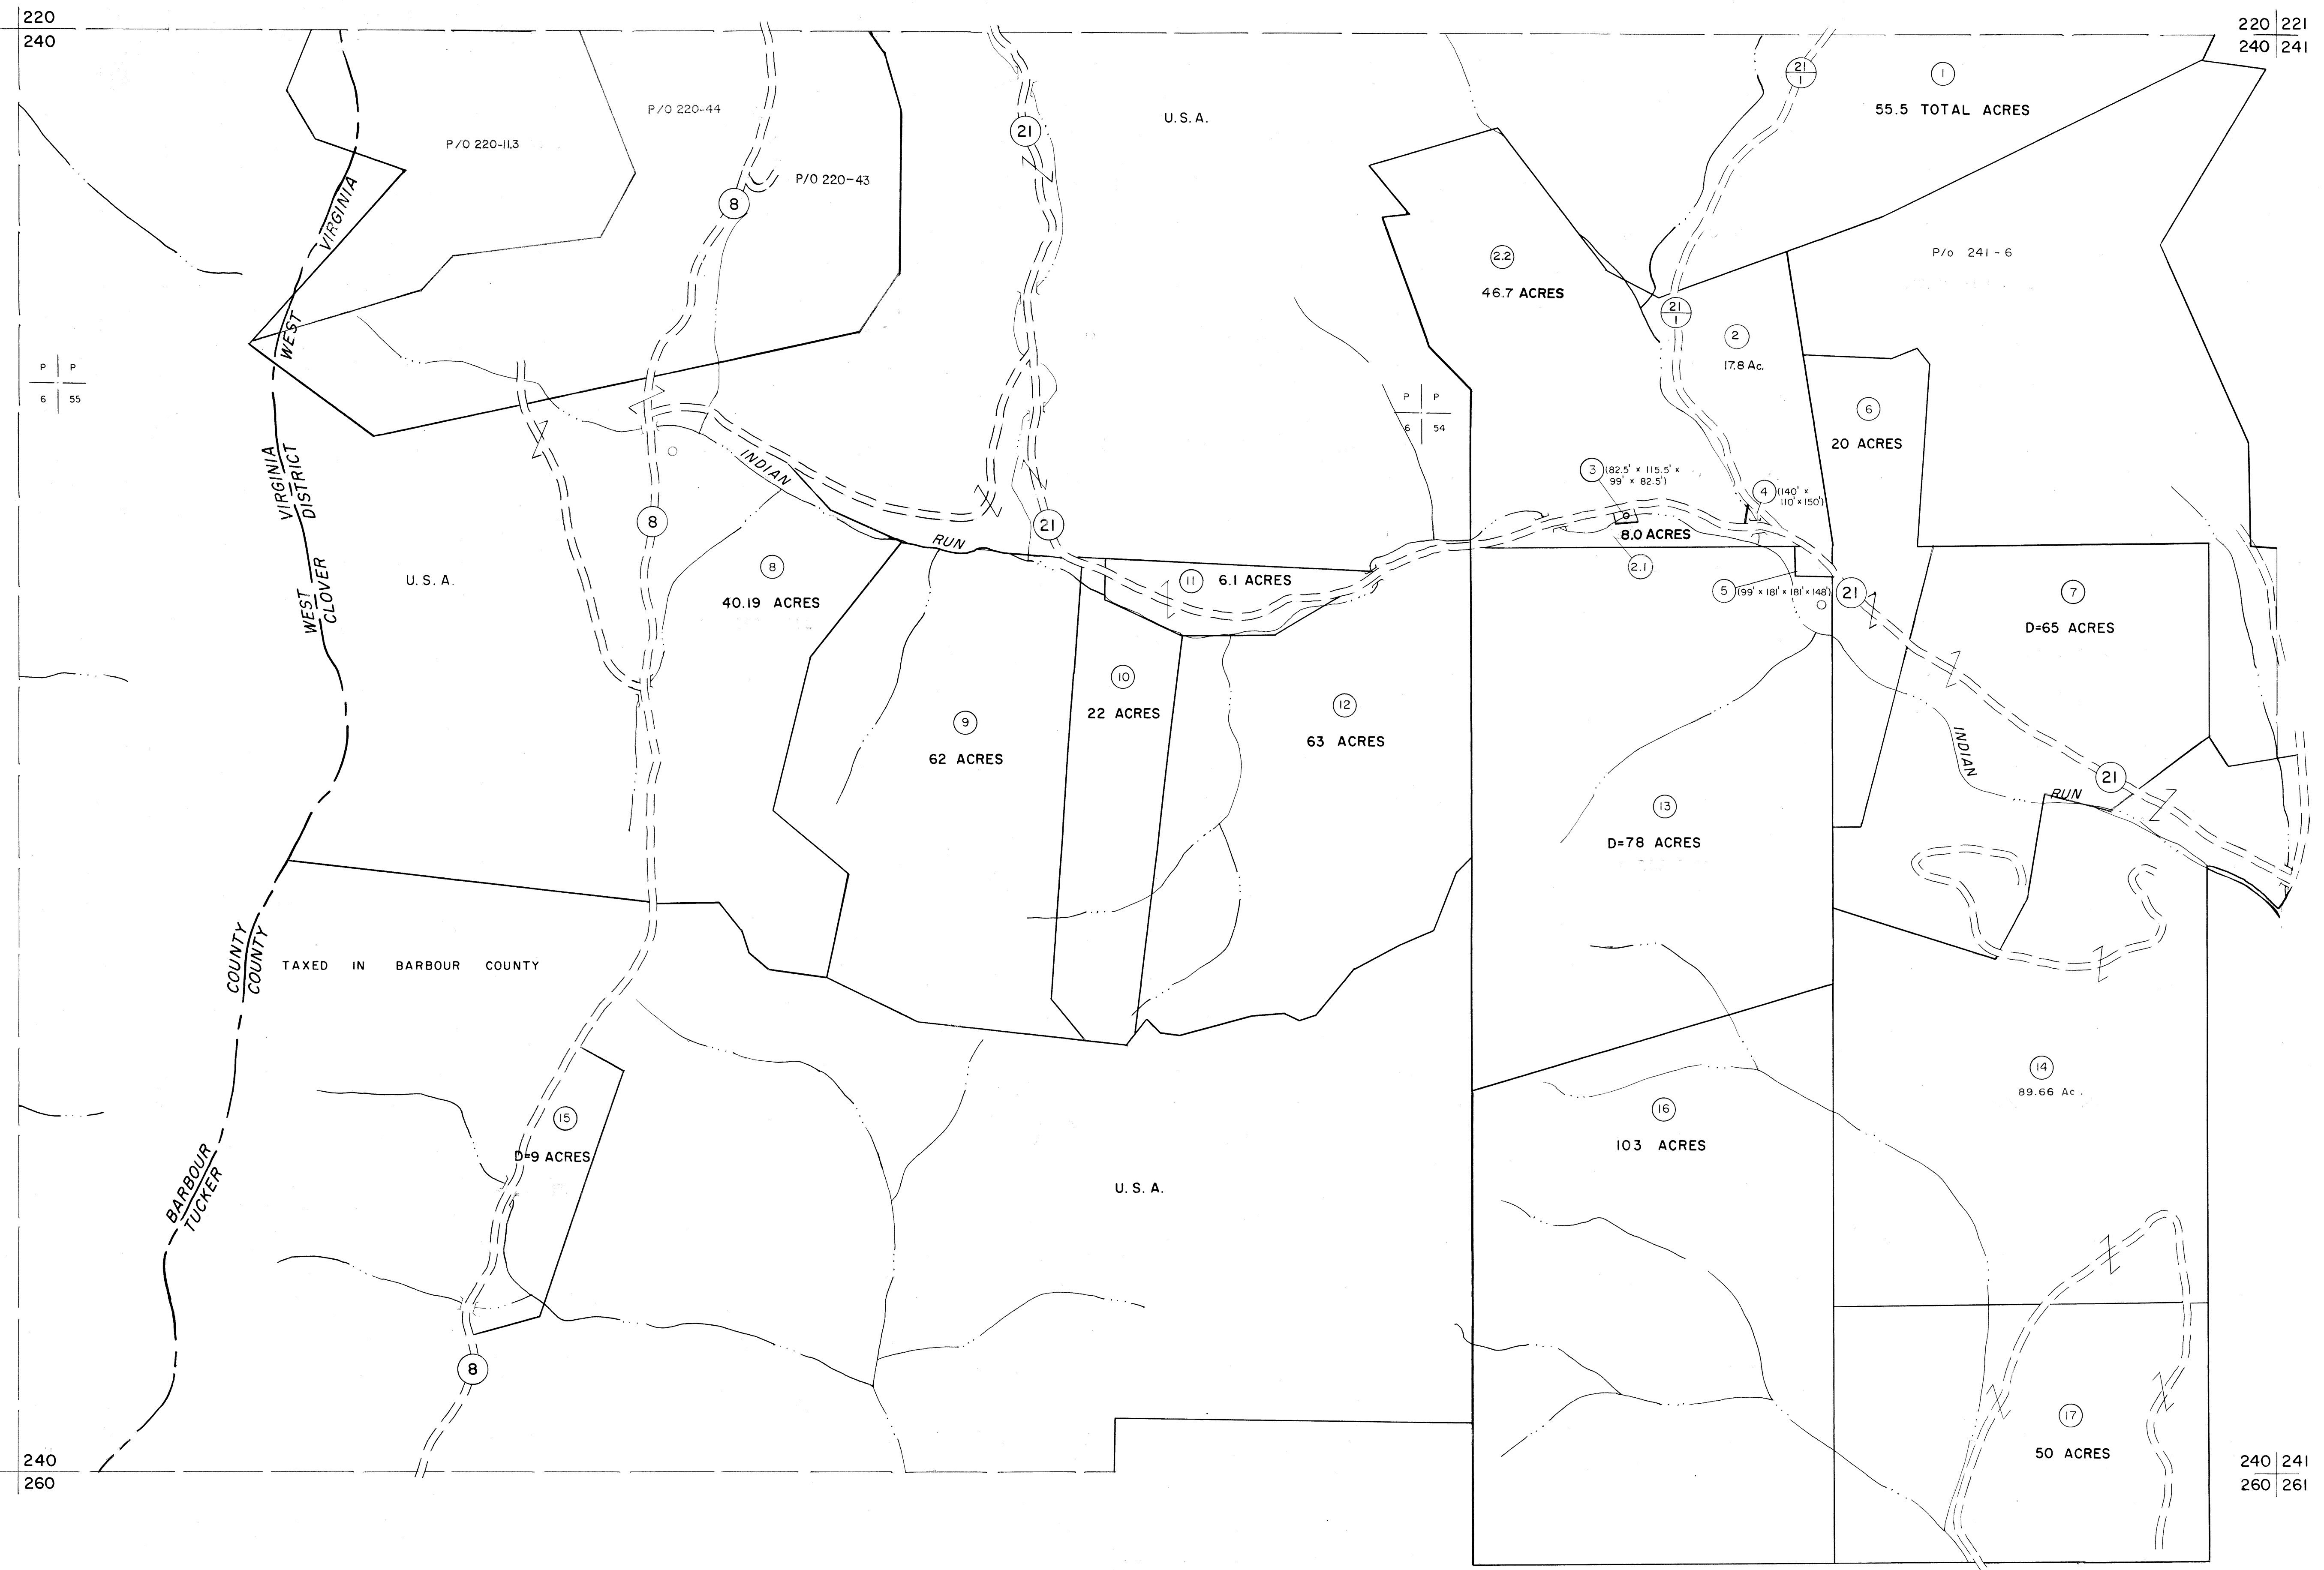 220
240
220 221
240 241
21
1
1
55.5 TOTAL ACRES
P/O 220-44
P/O 220-11.3
U.S.A.
21
P/O 220-43
8
VIRGINIA
WEST
2.2
46.7 ACRES
P/o 241-6
21
1
2
17.8 Ac.
P P
6 55
P P
6 54
6
20 ACRES
VIRGINIA
DISTRICT
WEST
CLOVER
INDIAN
RUN
3 (82.5' x 115.5' x
99' x 82.5')
4 (140' x
110' x 150')
8
21
8.0 ACRES
2.1
U.S.A.
8
40.19 ACRES
11 6.1 ACRES
5 (99' x 181' x 181' x 148')
21
7
D=65 ACRES
10
22 ACRES
12
63 ACRES
9
62 ACRES
INDIAN
RUN
21
13
D=78 ACRES
COUNTY
COUNTY
TAXED IN BARBOUR COUNTY
14
89.66 Ac.
15
D=9 ACRES
16
103 ACRES
BARBOUR
TUCKER
U.S.A.
8
17
50 ACRES
240
260
240 241
260 261